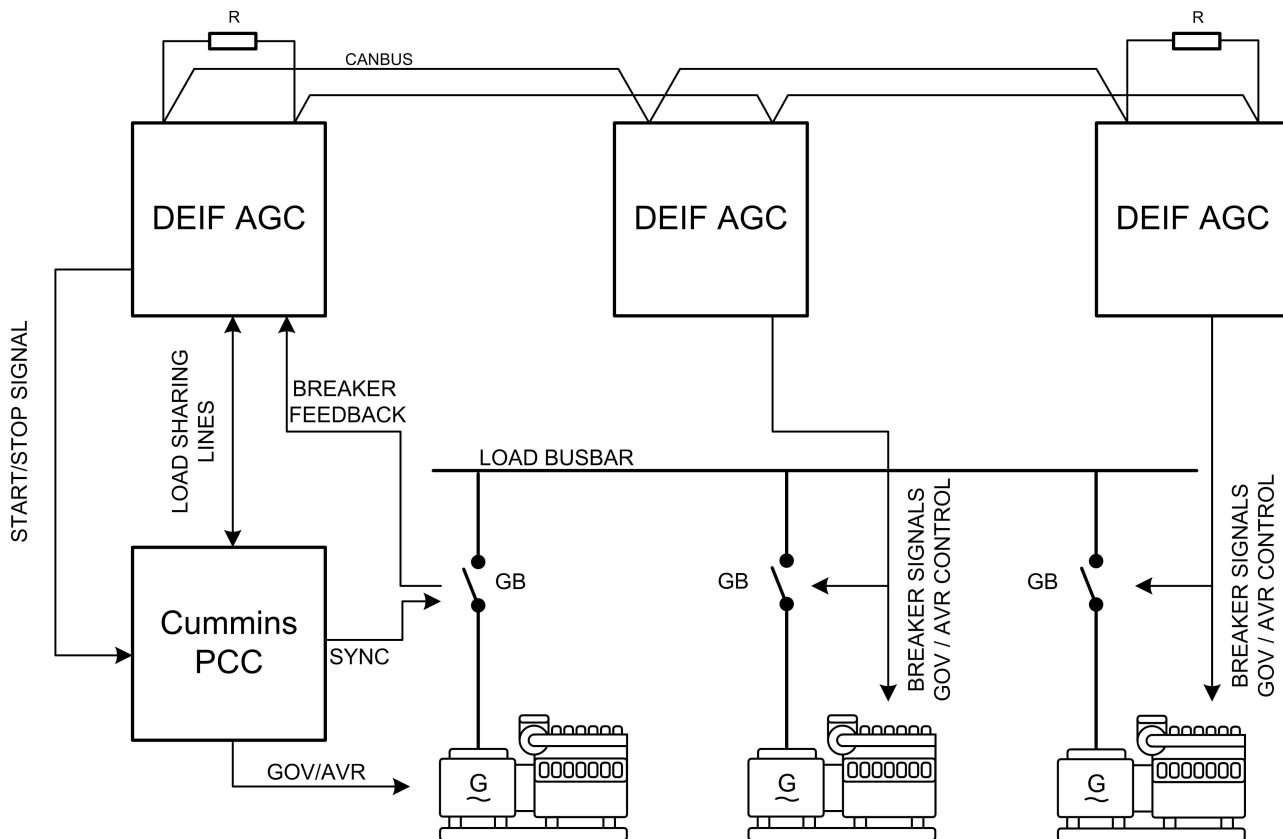 R
R
CANBUS
DEIF AGC
DEIF AGC
DEIF AGC
START/STOP SIGNAL
LOAD SHARING
LINES
BREAKER
FEEDBACK
LOAD BUSBAR
GB
GB
GB
BREAKER SIGNALS
GOV / AVR CONTROL
BREAKER SIGNALS
GOV / AVR CONTROL
Cummins
PCC
SYNC
GOV/AVR
G
G
G